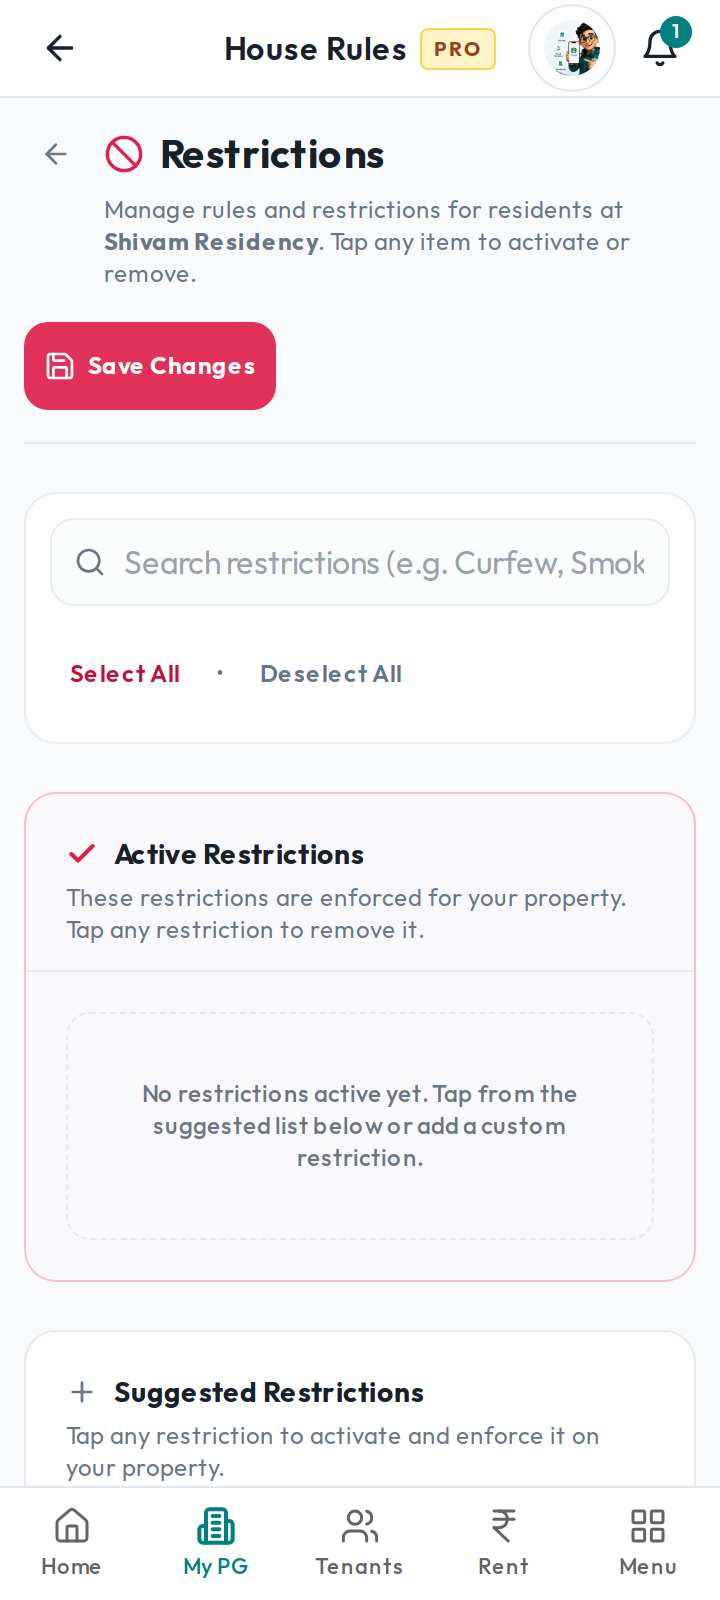 House Rules PRO
1
Restrictions
Manage rules and restrictions for residents at
Shivam Residency. Tap any item to activate or
remove.
Save Changes
Search restrictions (e.g. Curfew, Smok
Select All • Deselect All
Active Restrictions
These restrictions are enforced for your property.
Tap any restriction to remove it.
No restrictions active yet. Tap from the
suggested list below or add a custom
restriction.
Suggested Restrictions
Tap any restriction to activate and enforce it on
your property.
Home My PG Tenants Rent Menu